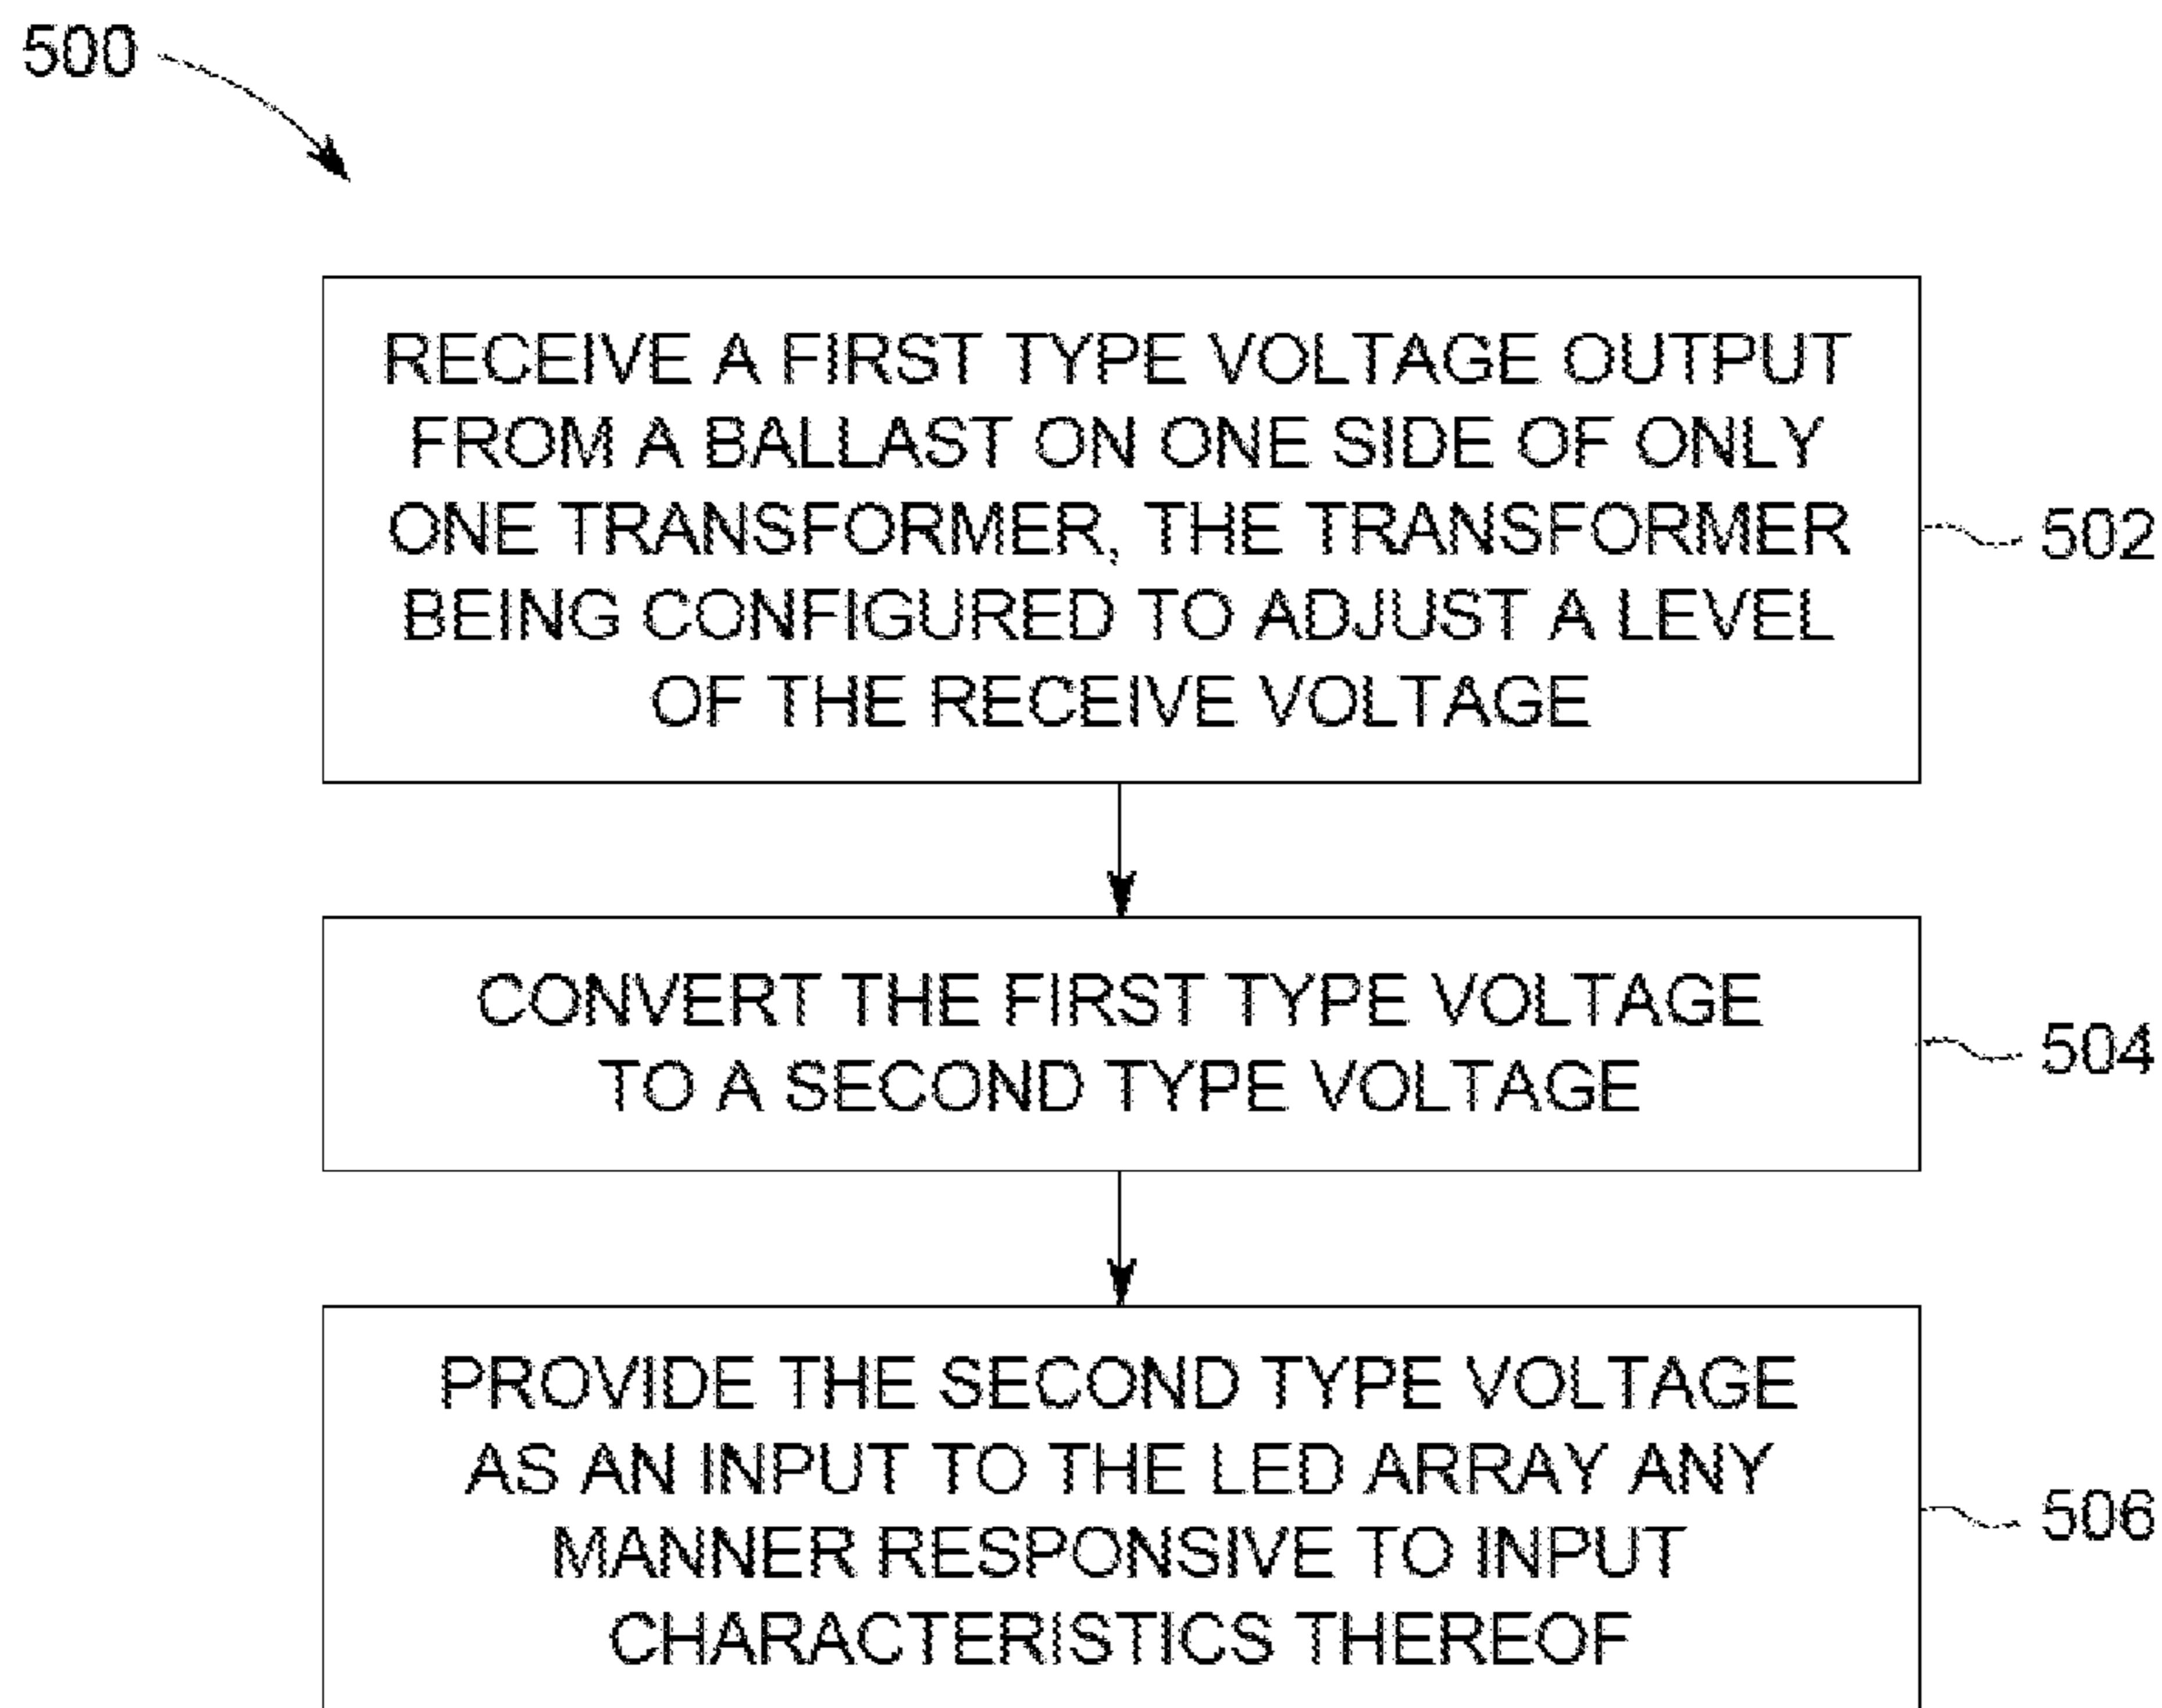 500
RECEIVE A FIRST TYPE VOLTAGE OUTPUT
FROM A BALLAST ON ONE SIDE OF ONLY
ONE TRANSFORMER, THE TRANSFORMER
BEING CONFIGURED TO ADJUST A LEVEL
OF THE RECEIVE VOLTAGE
502
CONVERT THE FIRST TYPE VOLTAGE
TO A SECOND TYPE VOLTAGE
504
PROVIDE THE SECOND TYPE VOLTAGE
AS AN INPUT TO THE LED ARRAY ANY
MANNER RESPONSIVE TO INPUT
CHARACTERISTICS THEREOF
506